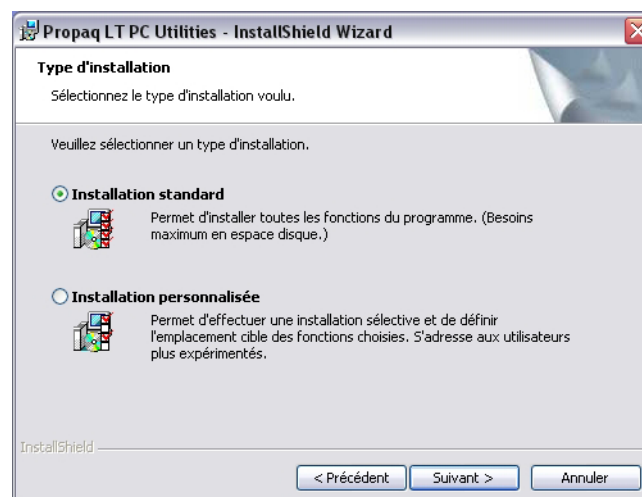 Propaq LT PC Utilities - InstallShield Wizard
Type d'installation
Sélectionnez le type d'installation voulu.
Veuillez sélectionner un type d'installation.
Installation standard
Permet d'installer toutes les fonctions du programme. (Besoins
maximum en espace disque.)
Installation personnalisée
Permet d'effectuer une installation sélective et de définir
l'emplacement cible des fonctions choisies. S'adresse aux utilisateurs
plus expérimentés.
InstallShield
< Précédent
Suivant >
Annuler